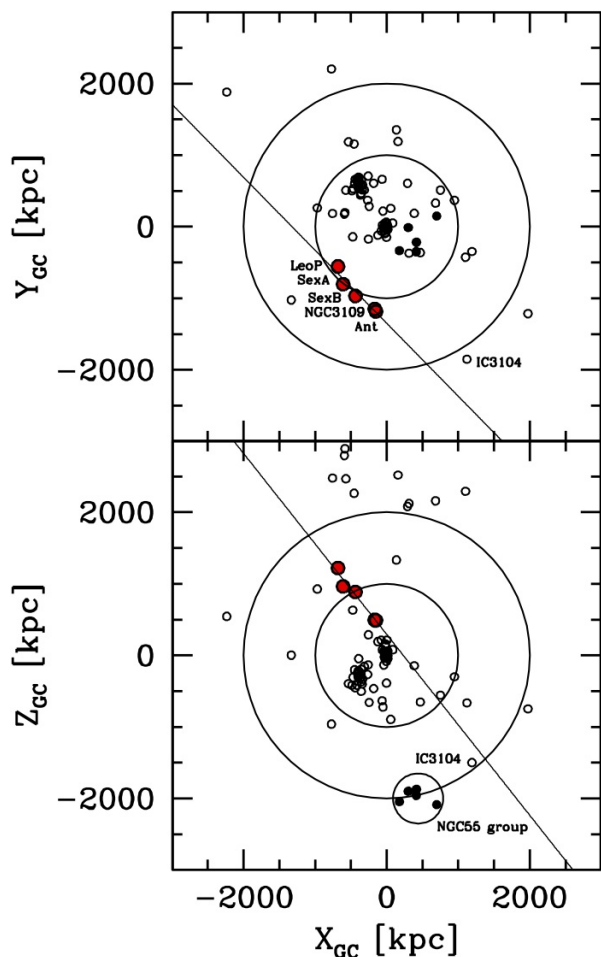 2000
0
−2000
Y_GC [kpc]
LeoP
SexA
SexB
NGC3109
Ant
IC3104
2000
0
−2000
Z_GC [kpc]
IC3104
NGC55 group
−2000 0 2000
X_GC [kpc]